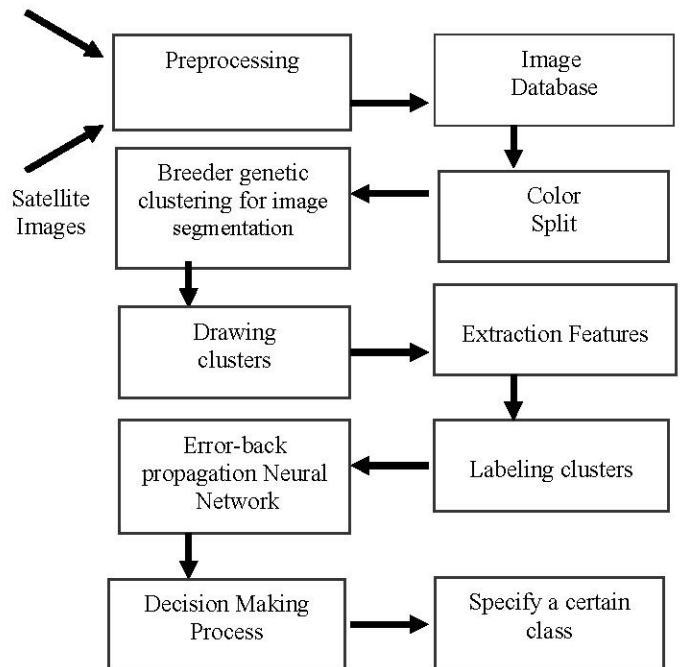 Preprocessing
Image
Database
Satellite
Images
Breeder genetic
clustering for image
segmentation
Color
Split
Drawing
clusters
Extraction Features
Error-back
propagation Neural
Network
Labeling clusters
Decision Making
Process
Specify a certain
class